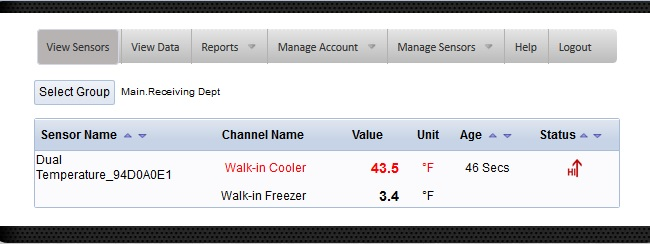 View Sensors View Data Reports Manage Account Manage Sensors Help Logout
Select Group Main.Receiving Dept
Sensor Name Channel Name Value Unit Age Status
Dual
Temperature_94D0A0E1 Walk-in Cooler 43.5 °F 46 Secs HI
Walk-in Freezer 3.4 °F